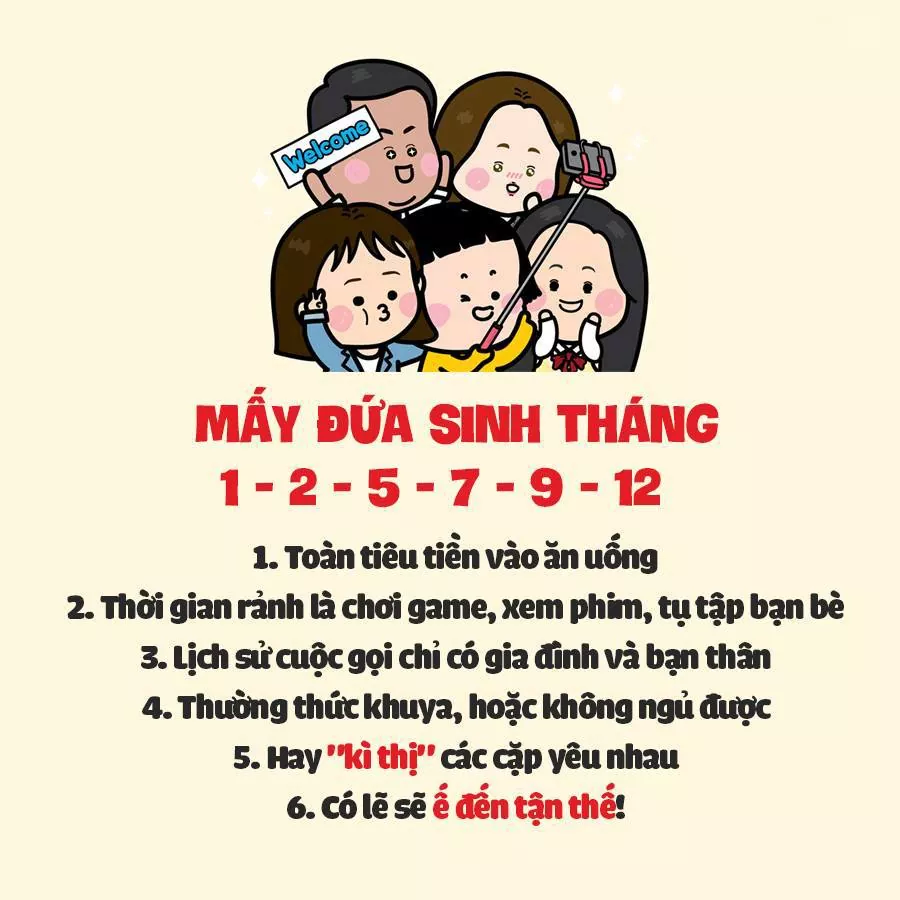 Welcome
MẤY ĐỨA SINH THÁNG
1 - 2 - 5 - 7 - 9 - 12
1. Toàn tiêu tiền vào ăn uống
2. Thời gian rảnh là chơi game, xem phim, tụ tập bạn bè
3. Lịch sử cuộc gọi chỉ có gia đình và bạn thân
4. Thường thức khuya, hoặc không ngủ được
5. Hay "kì thị" các cặp yêu nhau
6. Có lẽ sẽ ế đến tận thế!